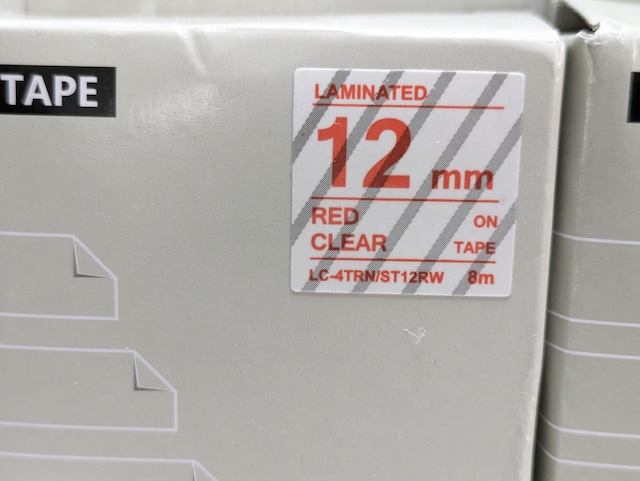 TAPE
LAMINATED
12 mm
RED ON
CLEAR TAPE
LC-4TRN/ST12RW 8m